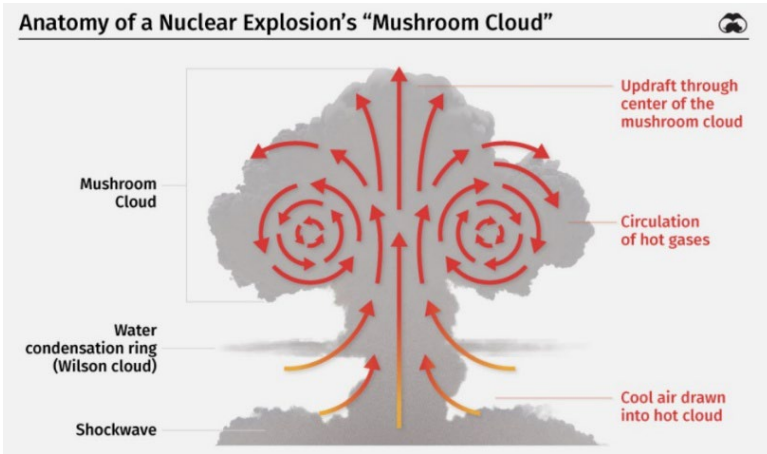 Anatomy of a Nuclear Explosion's “Mushroom Cloud”
Updraft through
center of the
mushroom cloud
Mushroom
Cloud
Circulation
of hot gases
Water
condensation ring
(Wilson cloud)
Cool air drawn
into hot cloud
Shockwave